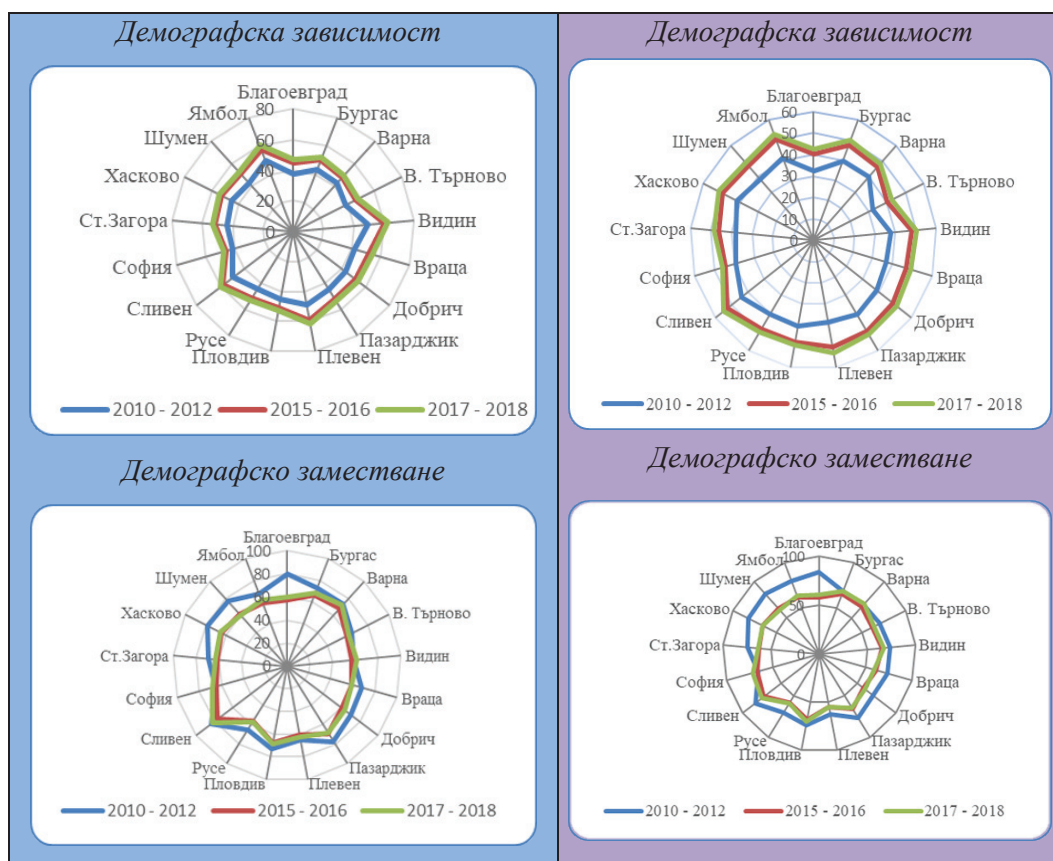 Демографска зависимост
Благоевград
Ямбол
80
Бургас
Шумен
60
Варна
Хасково
40
В. Търново
20
Ст.Загора
0
Видин
София
Враца
Сливен
Добрич
Русе
Пазарджик
Пловдив
Плевен
2010 - 2012
2015 - 2016
2017 - 2018
Демографска зависимост
Благоевград
Ямбол
60
Бургас
Шумен
50
Варна
40
Хасково
30
В. Търново
20
Ст.Загора
10
Видин
0
София
Враца
Сливен
Добрич
Русе
Пазарджик
Пловдив
Плевен
2010 - 2012
2015 - 2016
2017 - 2018
Демографско заместване
Благоевград
Ямбол
100
Бургас
Шумен
80
Варна
Хасково
60
В. Търново
40
Ст.Загора
20
Видин
0
София
Враца
Сливен
Добрич
Русе
Пазарджик
Пловдив
Плевен
2010 - 2012
2015 - 2016
2017 - 2018
Демографско заместване
Благоевград
Ямбол
100
Бургас
Шумен
Варна
Хасково
50
В. Търново
Ст.Загора
Видин
0
София
Враца
Сливен
Добрич
Русе
Пазарджик
Пловдив
Плевен
2010 - 2012
2015 - 2016
2017 - 2018